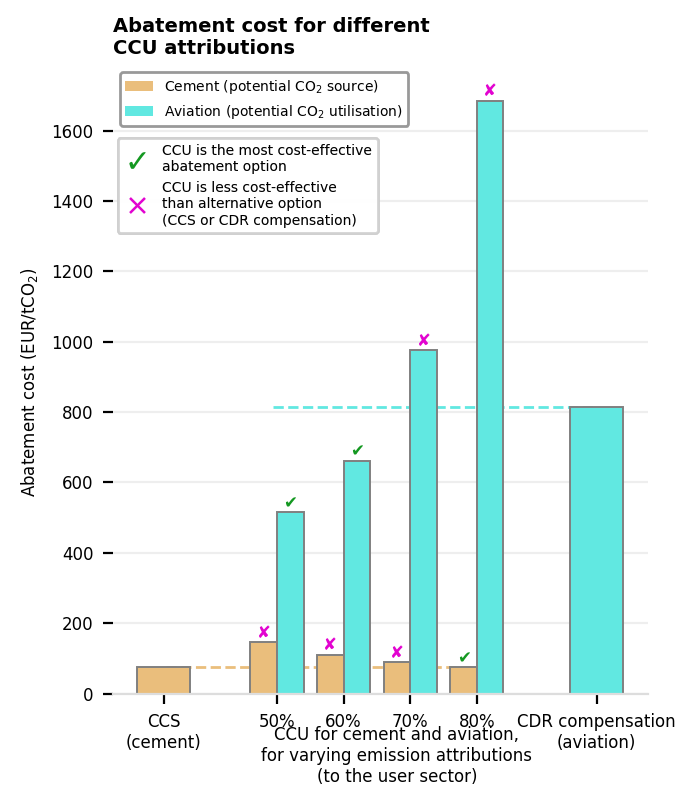 Abatement cost for different
CCU attributions
Cement (potential CO₂ source)
Aviation (potential CO₂ utilisation)
✓ CCU is the most cost-effective
abatement option
✗ CCU is less cost-effective
than alternative option
(CCS or CDR compensation)
Abatement cost (EUR/tCO₂)
1600
1400
1200
1000
800
600
400
200
0
CCS
(cement)
50% 60% 70% 80%
CCU for cement and aviation,
for varying emission attributions
(to the user sector)
CDR compensation
(aviation)